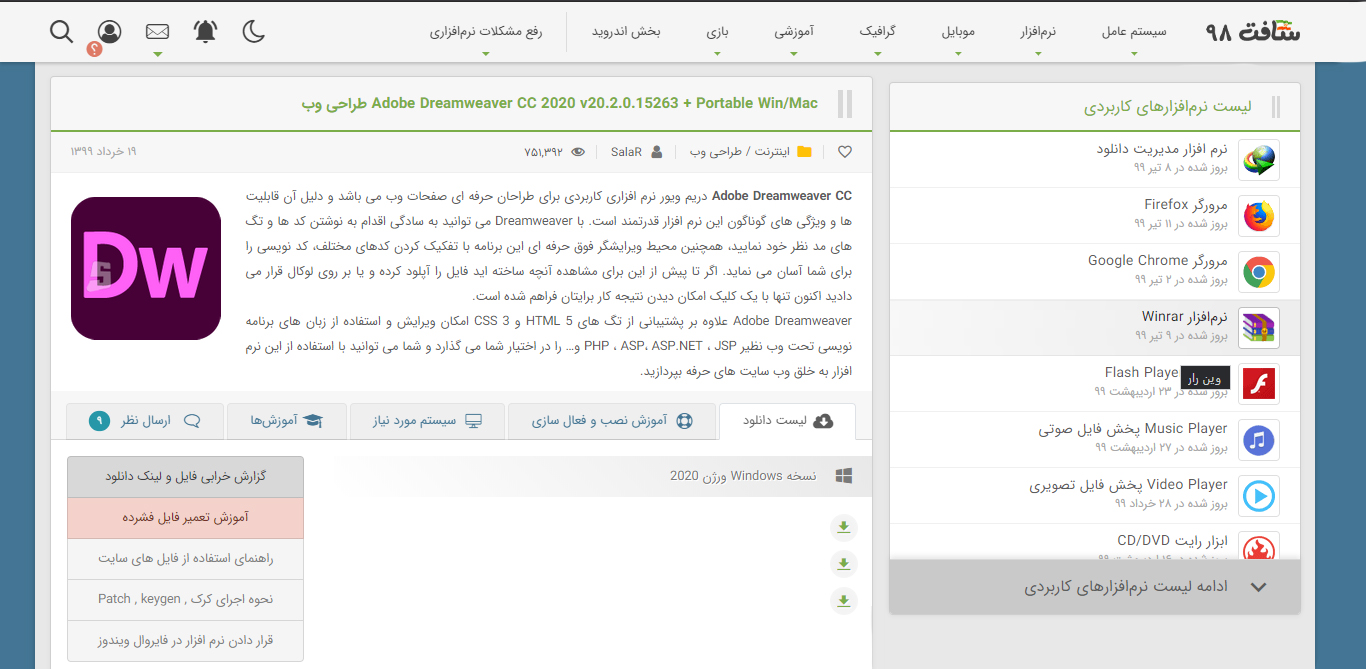 سافت ۹۸
سیستم عامل
نرم‌افزار
موبایل
گرافیک
آموزشی
بازی
بخش اندروید
رفع مشکلات نرم‌افزاری
؟
لیست نرم‌افزارهای کاربردی
نرم افزار مدیریت دانلود
بروز شده در ۸ تیر ۹۹
مرورگر Firefox
بروز شده در ۱۱ تیر ۹۹
مرورگر Google Chrome
بروز شده در ۲ تیر ۹۹
نرم‌افزار Winrar
بروز شده در ۹ تیر ۹۹
Flash Playe
وین رار
بروز شده در ۲۳ اردیبهشت ۹۹
Music Player پخش فایل صوتی
بروز شده در ۲۷ اردیبهشت ۹۹
Video Player پخش فایل تصویری
بروز شده در ۲۸ خرداد ۹۹
ابزار رایت CD/DVD
ادامه لیست نرم‌افزارهای کاربردی
Adobe Dreamweaver CC 2020 v20.2.0.15263 + Portable Win/Mac طراحی وب
اینترنت / طراحی وب
SalaR
۷۵۱,۳۹۲
۱۹ خرداد ۱۳۹۹
Adobe Dreamweaver CC دریم ویور نرم افزاری کاربردی برای طراحان حرفه ای صفحات وب می باشد و دلیل آن قابلیت
ها و ویژگی های گوناگون این نرم افزار قدرتمند است. با Dreamweaver می توانید به سادگی اقدام به نوشتن کد ها و تگ
های مد نظر خود نمایید، همچنین محیط ویرایشگر فوق حرفه ای این برنامه با تفکیک کردن کدهای مختلف، کد نویسی را
برای شما آسان می نماید. اگر تا پیش از این برای مشاهده آنچه ساخته اید فایل را آپلود کرده و یا بر روی لوکال قرار می
دادید اکنون تنها با یک کلیک امکان دیدن نتیجه کار برایتان فراهم شده است.
Adobe Dreamweaver علاوه بر پشتیبانی از تگ های HTML 5 و CSS 3 امکان ویرایش و استفاده از زبان های برنامه
نویسی تحت وب نظیر PHP ، ASP، ASP.NET ، JSP و... را در اختیار شما می گذارد و شما می توانید با استفاده از این نرم
افزار به خلق وب سایت های حرفه بپردازید.
Dw
لیست دانلود
آموزش نصب و فعال سازی
سیستم مورد نیاز
آموزش‌ها
ارسال نظر ۹
نسخه Windows ورژن 2020
گزارش خرابی فایل و لینک دانلود
آموزش تعمیر فایل فشرده
راهنمای استفاده از فایل های سایت
نحوه اجرای کرک , Patch , keygen
قرار دادن نرم افزار در فایروال ویندوز